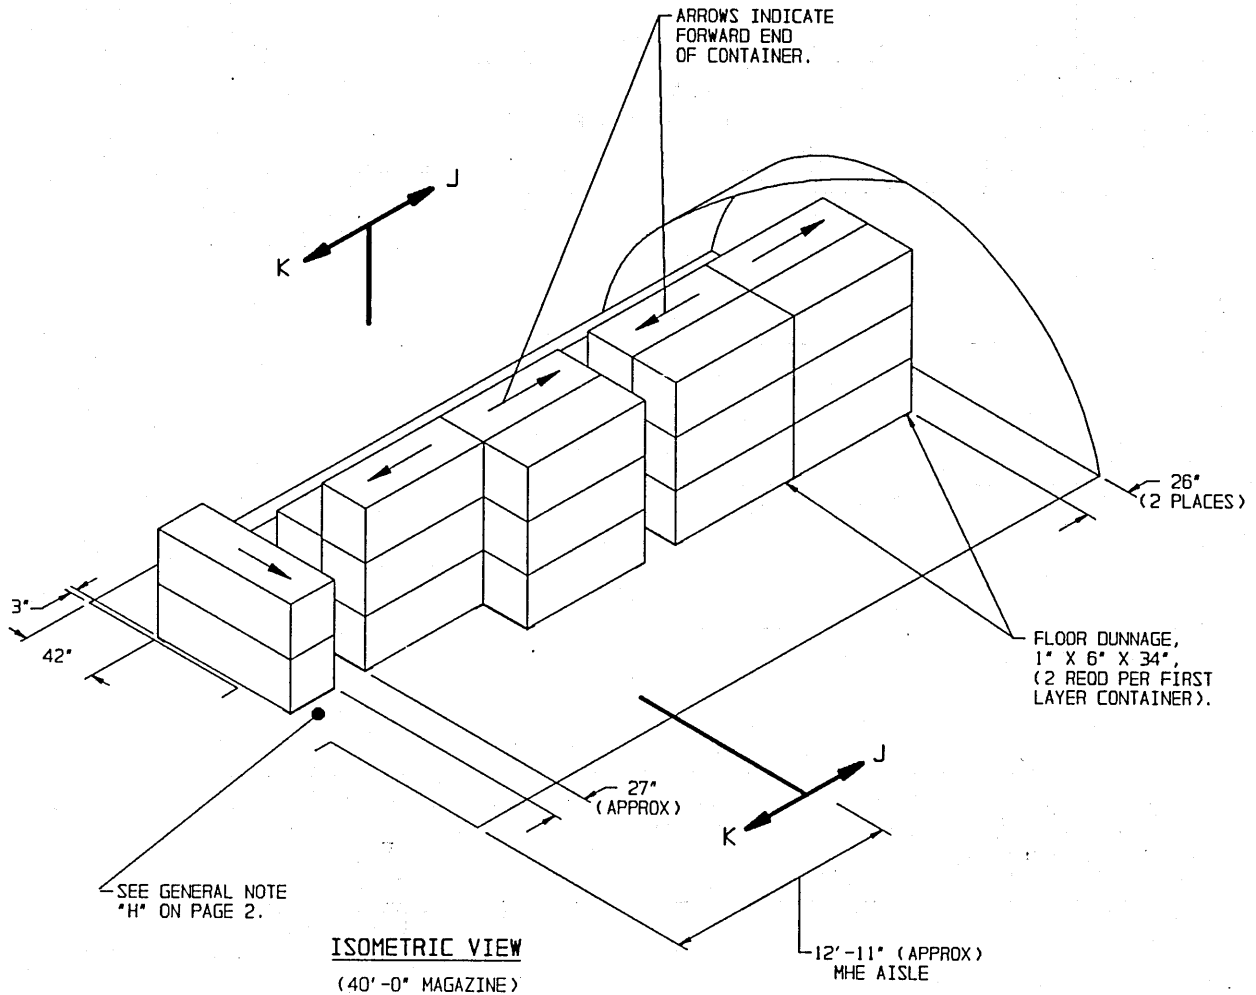 ARROWS INDICATE
FORWARD END
OF CONTAINER.
J
K
26"
(2 PLACES)
3"
42"
FLOOR DUNNAGE,
1" X 6" X 34",
(2 REQD PER FIRST
LAYER CONTAINER).
J
27"
(APPROX)
K
SEE GENERAL NOTE
"H" ON PAGE 2.
ISOMETRIC VIEW
(40'-0" MAGAZINE)
12'-11" (APPROX)
MHE AISLE